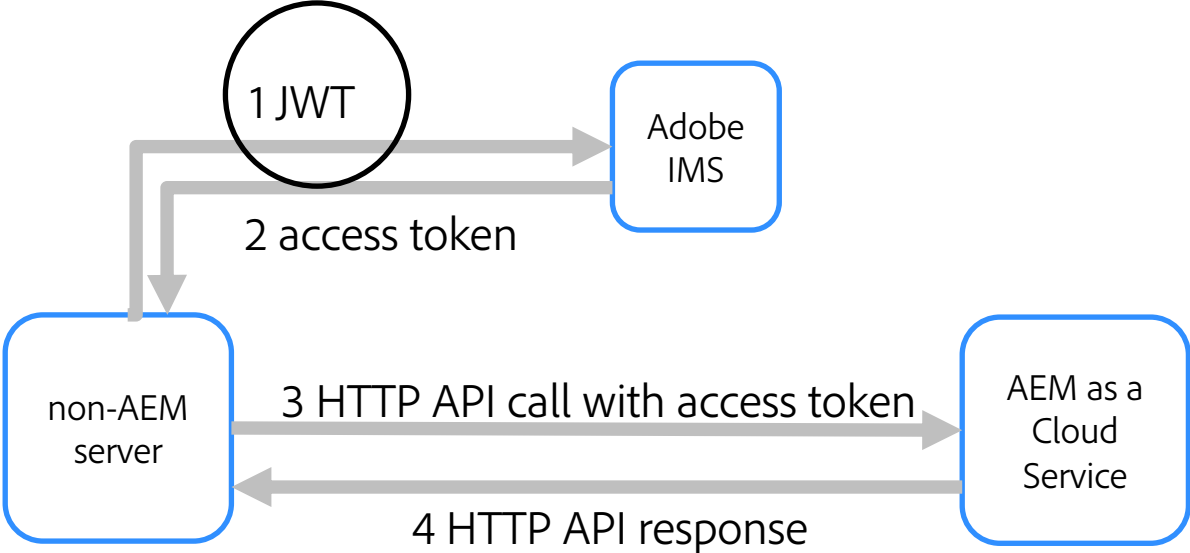 1 JWT
Adobe
IMS
2 access token
non-AEM
server
3 HTTP API call with access token
AEM as a
Cloud
Service
4 HTTP API response